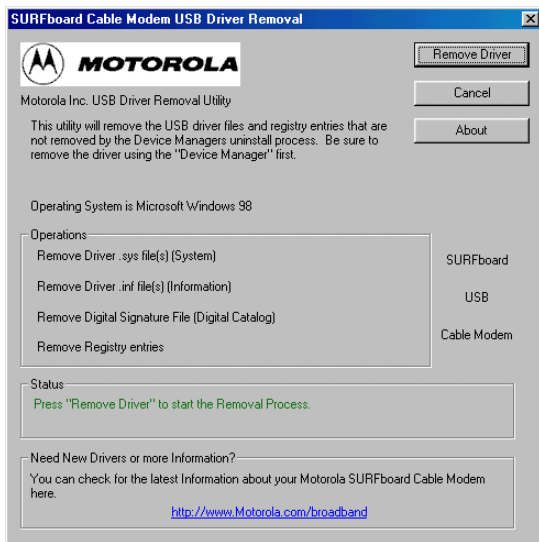 SURFboard Cable Modem USB Driver Removal
MOTOROLA
Remove Driver
Cancel
About
Motorola Inc. USB Driver Removal Utility
This utility will remove the USB driver files and registry entries that are
not removed by the Device Managers uninstall process.  Be sure to
remove the driver using the "Device Manager" first.
Operating System is Microsoft Windows 98
Operations
Remove Driver .sys file(s) (System)
Remove Driver .inf file(s) (Information)
Remove Digital Signature File (Digital Catalog)
Remove Registry entries
SURFboard
USB
Cable Modem
Status
Press "Remove Driver" to start the Removal Process.
Need New Drivers or more Information?
You can check for the latest Information about your Motorola SURFboard Cable Modem
here.
http://www.Motorola.com/broadband